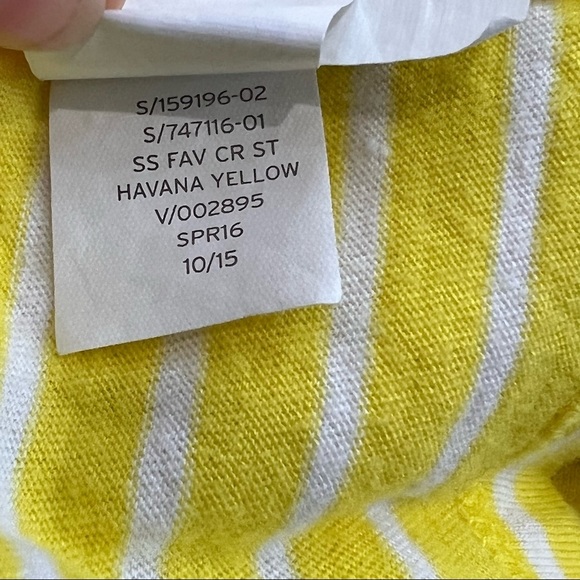 S/159196-02
S/747116-01
SS FAV CR ST
HAVANA YELLOW
V/002895
SPR16
10/15